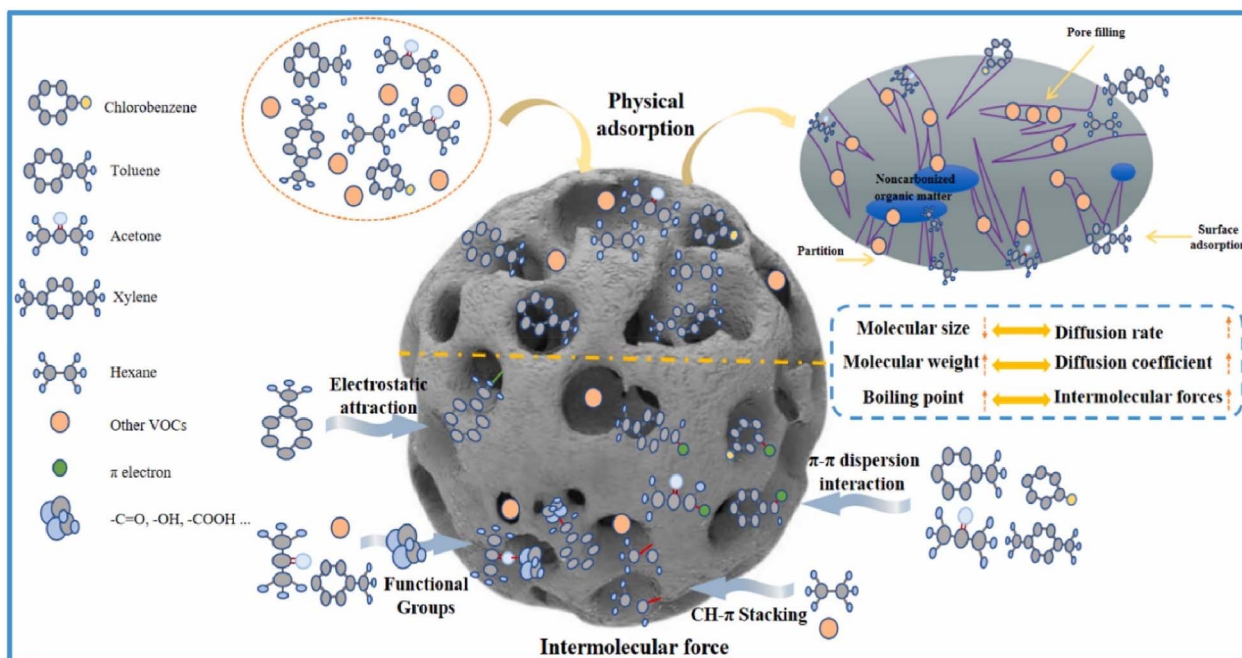 Chlorobenzene
Toluene
Acetone
Xylene
Hexane
Other VOCs
π electron
-C=O, -OH, -COOH ...
Physical
adsorption
Pore filling
Noncarbonized
organic matter
Partition
Surface
adsorption
Molecular size
Diffusion rate
Molecular weight
Diffusion coefficient
Boiling point
Intermolecular forces
Electrostatic
attraction
π-π dispersion
interaction
Functional
Groups
CH-π Stacking
Intermolecular force